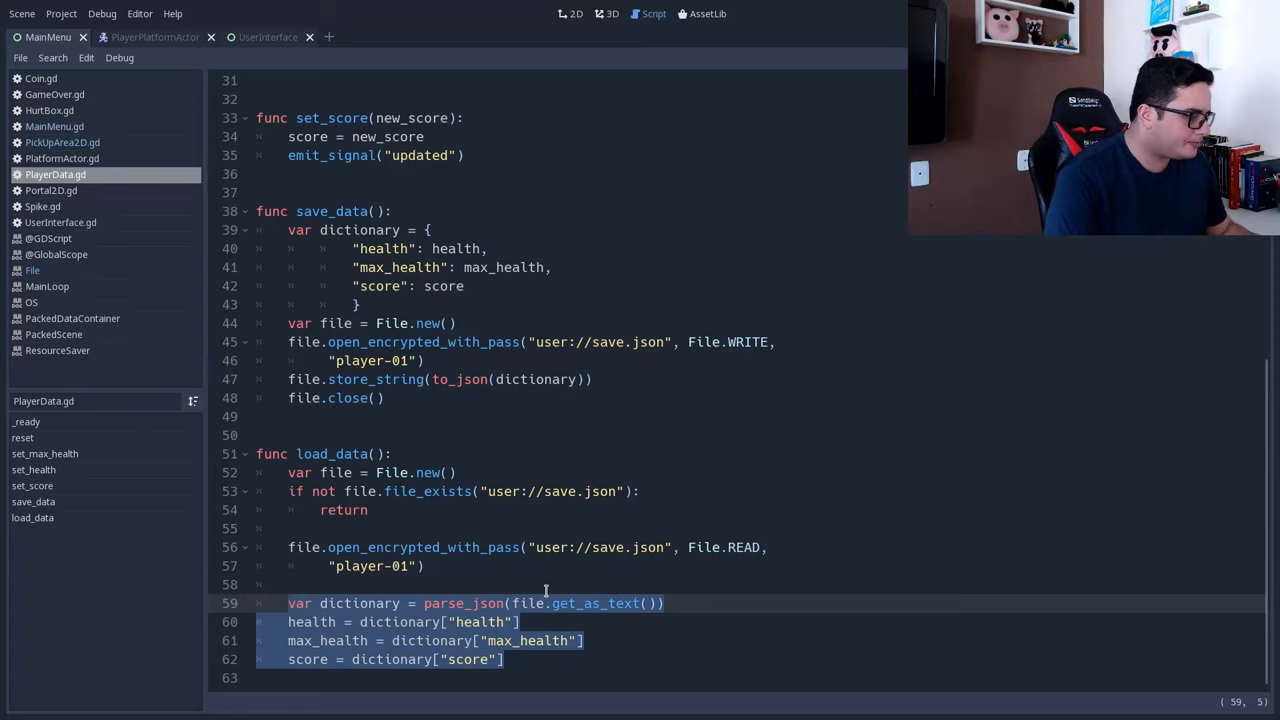 Scene Project Debug Editor Help
2D 3D Script AssetLib
MainMenu PlayerPlatformActor UserInterface
File Search Edit Debug
Coin.gd
GameOver.gd
HurtBox.gd
MainMenu.gd
PickUpArea2D.gd
PlatformActor.gd
PlayerData.gd
Portal2D.gd
Spike.gd
UserInterface.gd
@GDScript
@GlobalScope
File
MainLoop
OS
PackedDataContainer
PackedScene
ResourceSaver
PlayerData.gd
_ready
reset
set_max_health
set_health
set_score
save_data
load_data
31
32
33 func set_score(new_score):
34 score = new_score
35 emit_signal("updated")
36
37
38 func save_data():
39 var dictionary = {
40 "health": health,
41 "max_health": max_health,
42 "score": score
43 }
44 var file = File.new()
45 file.open_encrypted_with_pass("user://save.json", File.WRITE,
46 "player-01")
47 file.store_string(to_json(dictionary))
48 file.close()
49
50
51 func load_data():
52 var file = File.new()
53 if not file.file_exists("user://save.json"):
54 return
55
56 file.open_encrypted_with_pass("user://save.json", File.READ,
57 "player-01")
58
59 var dictionary = parse_json(file.get_as_text())
60 health = dictionary["health"]
61 max_health = dictionary["max_health"]
62 score = dictionary["score"]
63
( 59, 5)